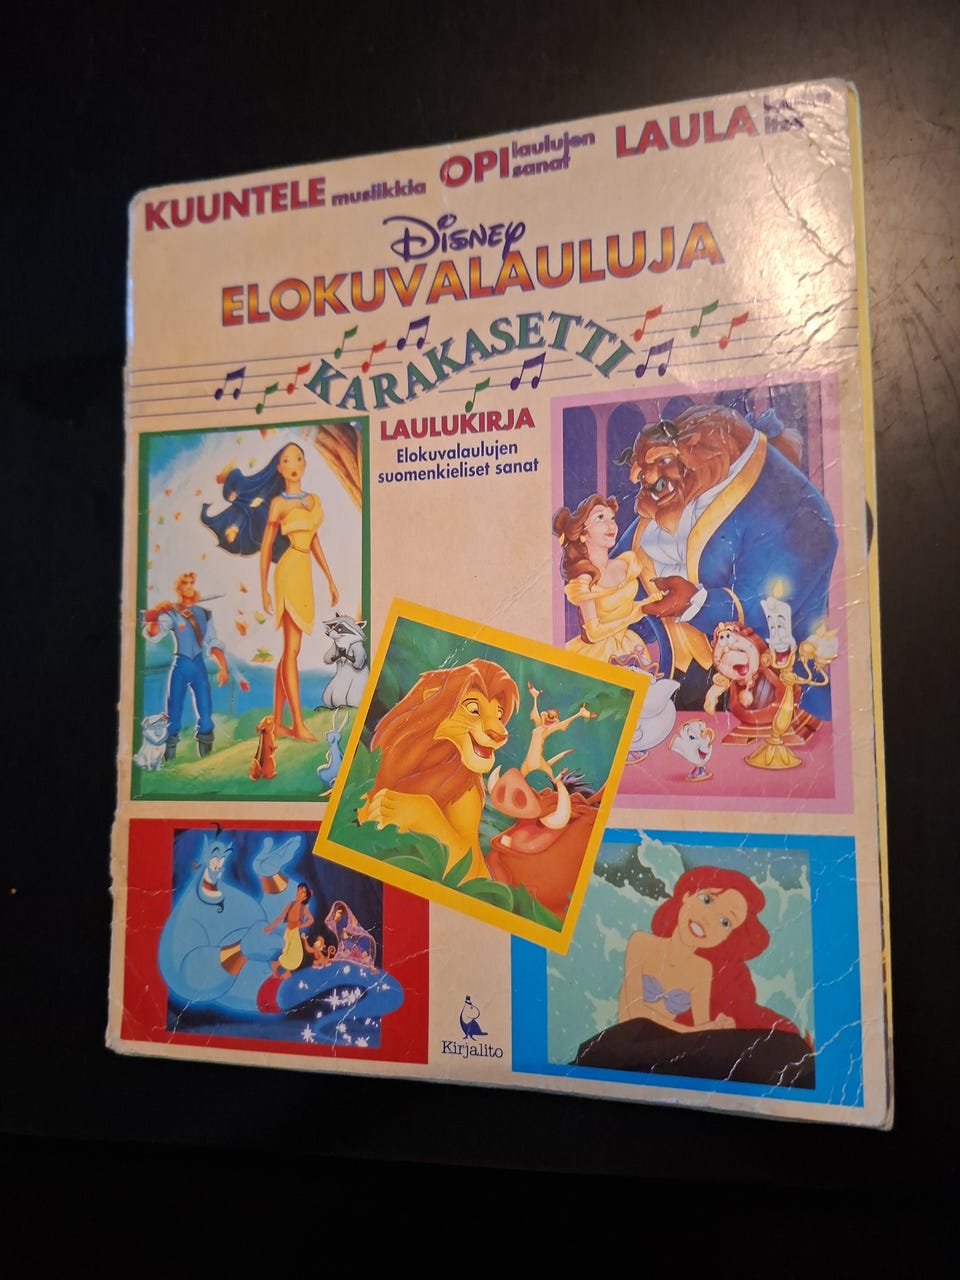 KUUNTELE musiikkia OPI laulujen sanat LAULA
Disney
ELOKUVALAULUJA
KARAKASETTI
LAULUKIRJA
Elokuvalaulujen
suomenkieliset sanat
Kirjalito